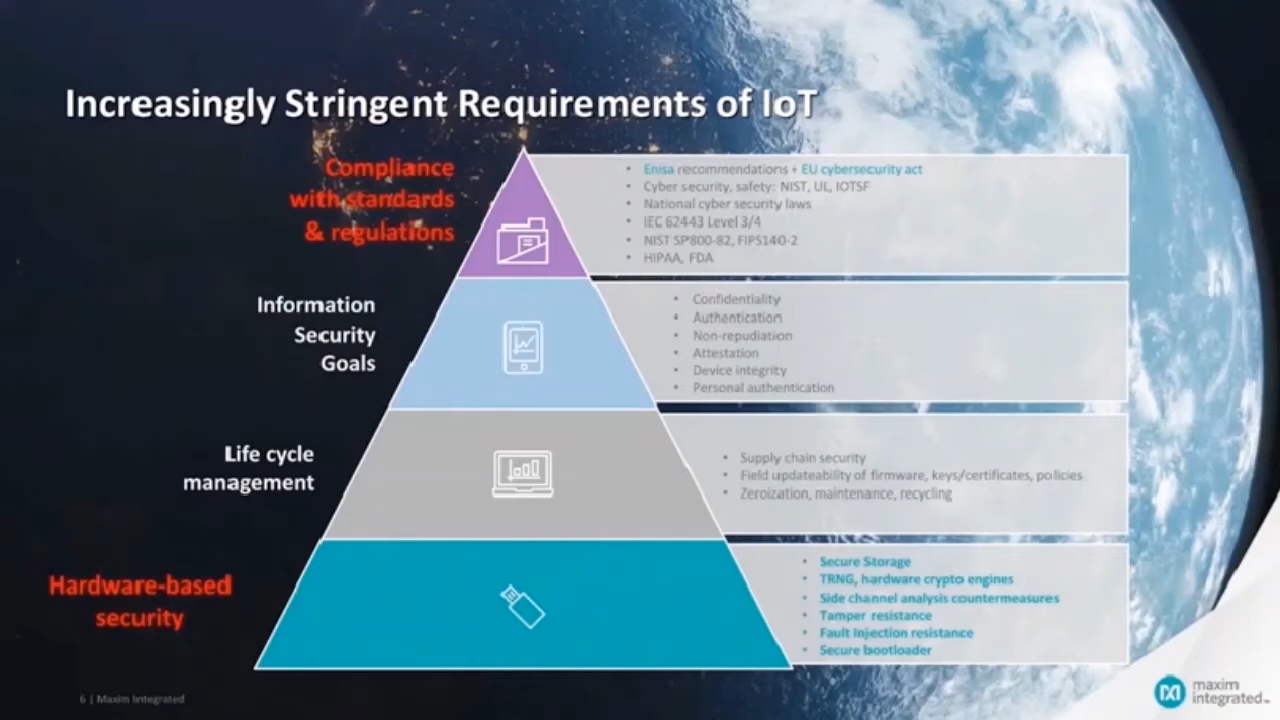 Increasingly Stringent Requirements of IoT
Compliance
with standards
& regulations
• Enisa recommendations + EU cybersecurity act
• Cyber security, safety: NIST, UL, IOTSF
• National cyber security laws
• IEC 62443 Level 3/4
• NIST SP800-82, FIPS140-2
• HIPAA, FDA
Information
Security
Goals
• Confidentiality
• Authentication
• Non-repudiation
• Attestation
• Device integrity
• Personal authentication
Life cycle
management
• Supply chain security
• Field updateability of firmware, keys/certificates, policies
• Zeroization, maintenance, recycling
Hardware-based
security
• Secure Storage
• TRNG, hardware crypto engines
• Side channel analysis countermeasures
• Tamper resistance
• Fault Injection resistance
• Secure bootloader
6 | Maxim Integrated
maxim
integrated™